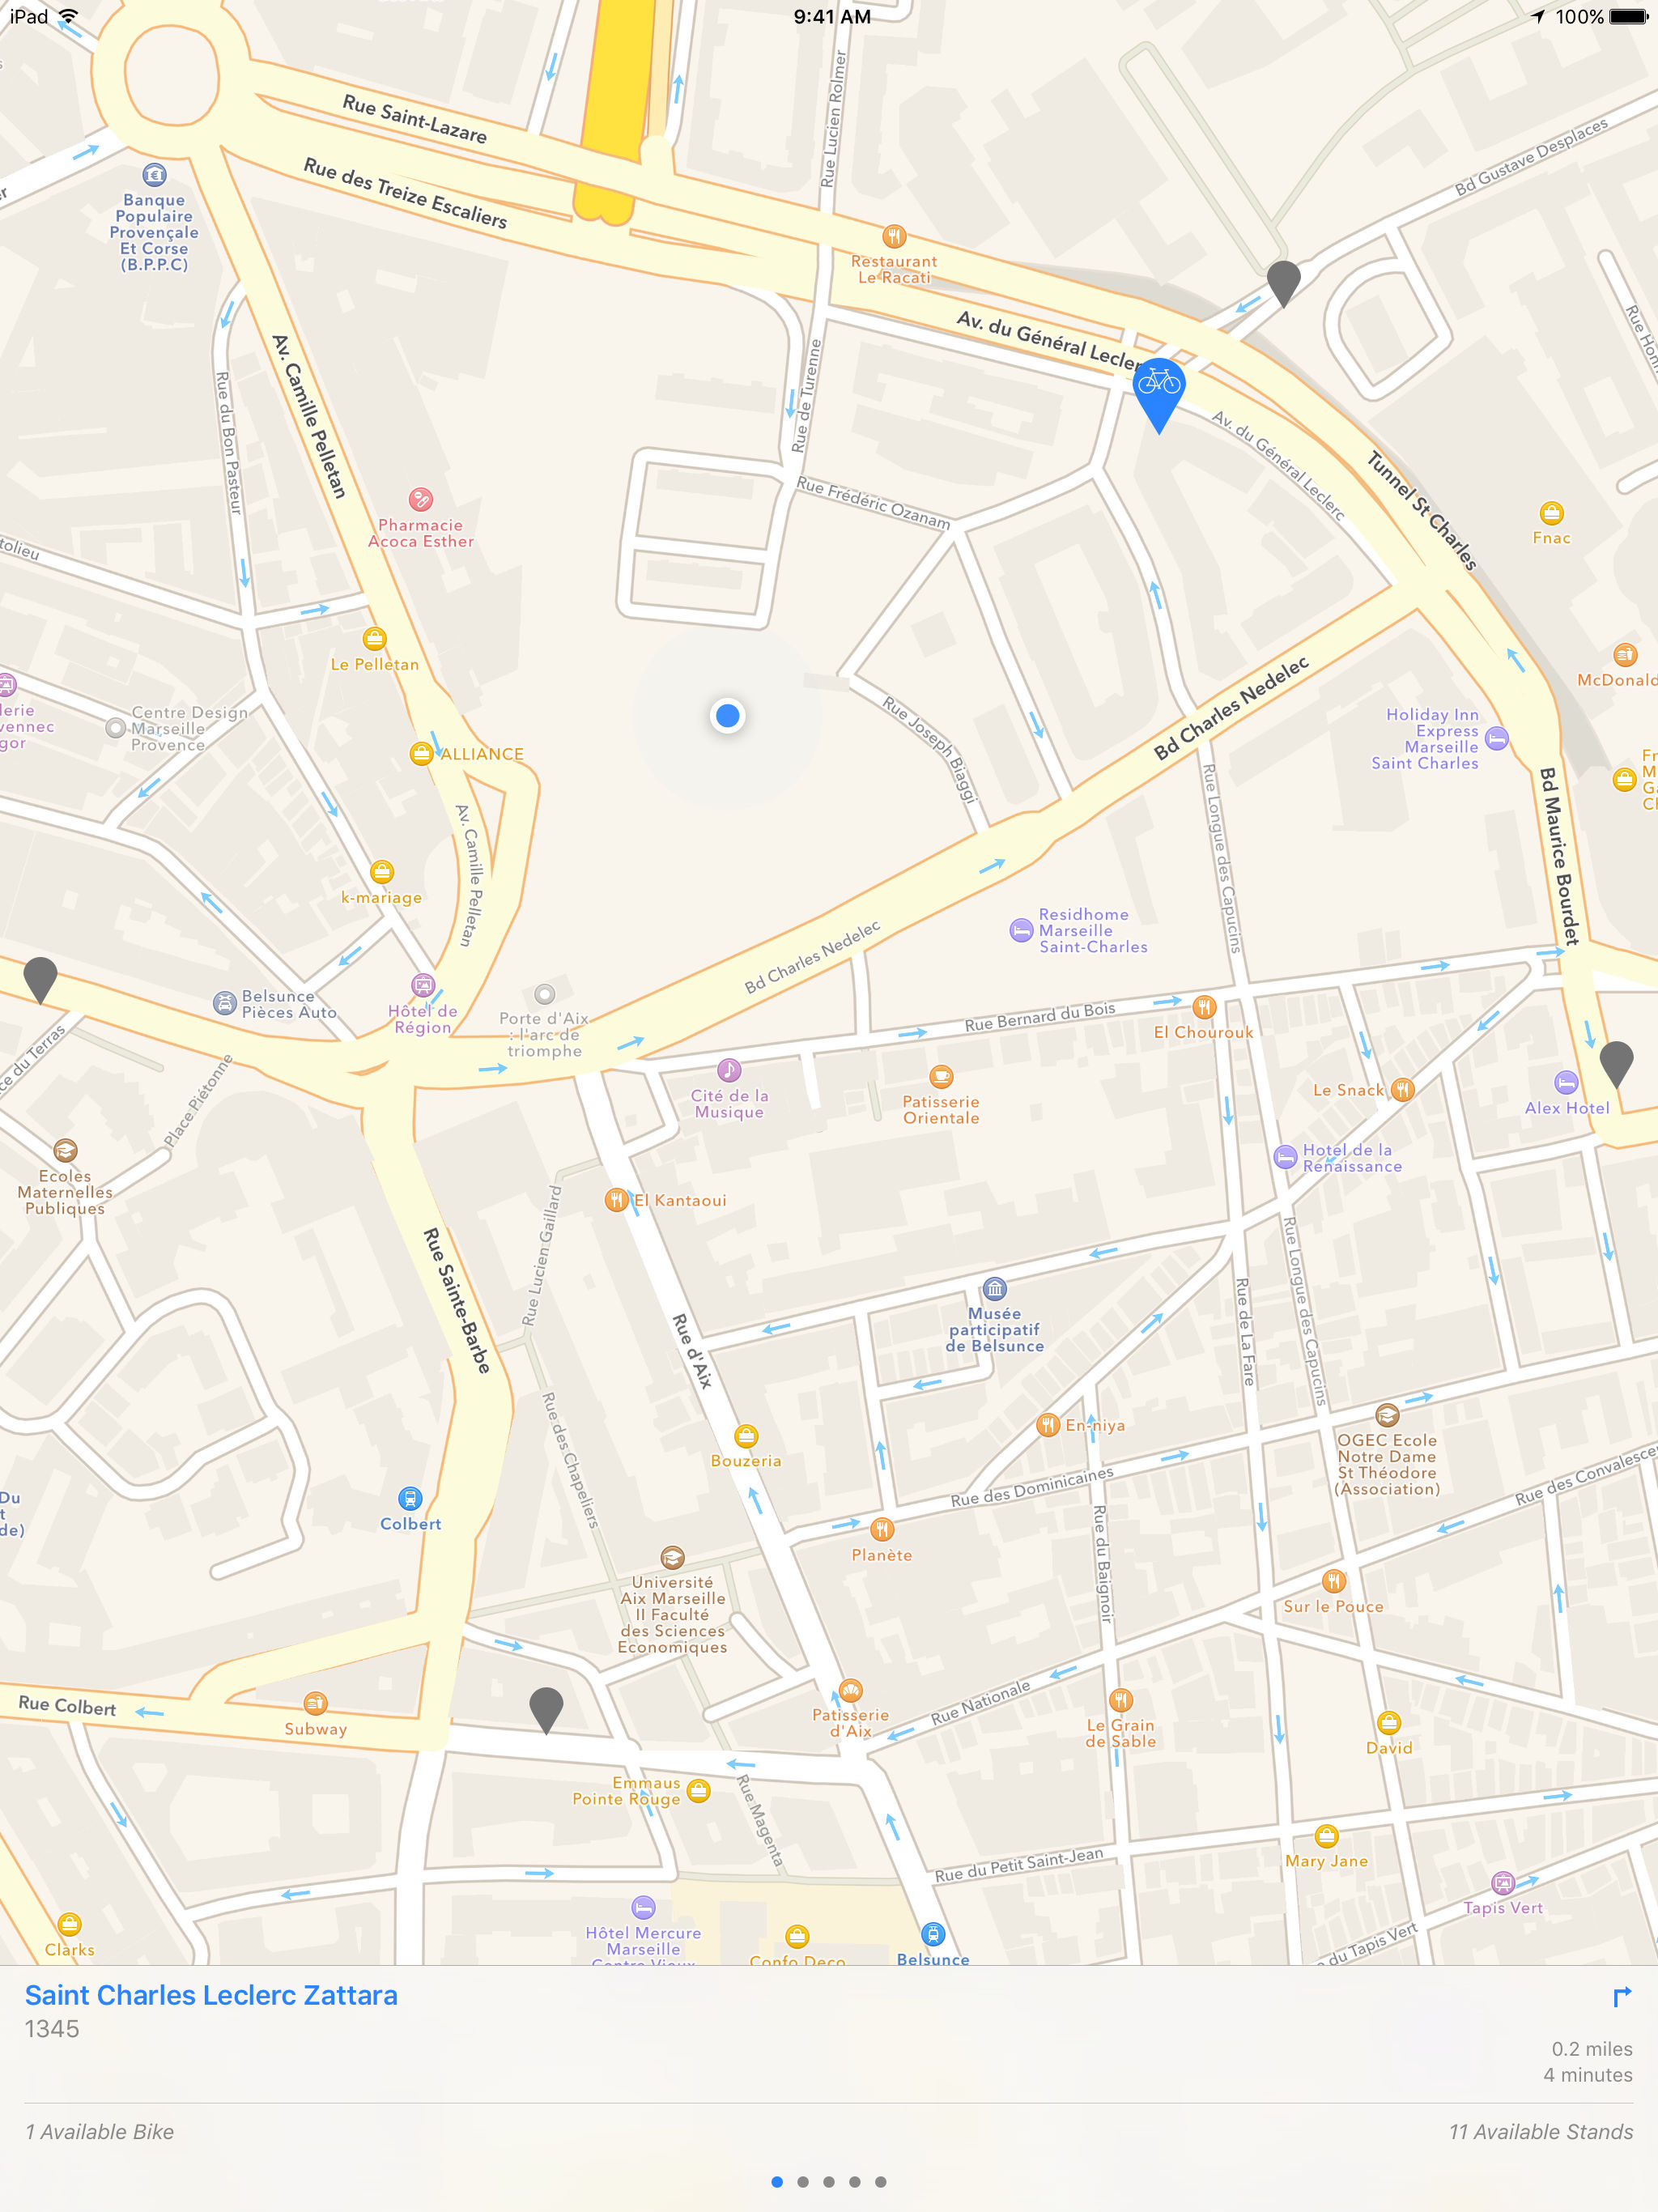 iPad
9:41 AM
100%
Rue Saint-Lazare
Rue des Treize Escaliers
Rue Lucien Rolmer
Bd Gustave Desplaces
Banque
Populaire
Provençale
Et Corse
(B.P.P.C)
Restaurant
Le Racati
Av. du Général Lecler
Av. Camille Pelletan
Rue du Bon Pasteur
Rue de Turenne
Av. du Général Leclerc
Tunnel St Charles
Rue Frédéric Ozanam
Pharmacie
Acoca Esther
Fnac
tolieu
Le Pelletan
McDonald
Centre Design
Marseille
Provence
ALLIANCE
Rue Joseph Biaggi
Bd Charles Nedelec
Holiday Inn
Express
Marseille
Saint Charles
Av. Camille Pelletan
Rue Longue des Capucins
Bd Maurice Bourdet
k-mariage
Residhome
Marseille
Saint-Charles
Bd Charles Nedelec
Belsunce
Pièces Auto
Hôtel de
Région
Porte d'Aix
: l'arc de
triomphe
Rue Bernard du Bois
El Chourouk
ce du Terras
Place Piétonne
Cité de la
Musique
Patisserie
Orientale
Le Snack
Alex Hotel
Ecoles
Maternelles
Publiques
Hotel de la
Renaissance
El Kantaoui
Rue Lucien Gaillard
Rue Sainte-Barbe
Rue d'Aix
Musée
participatif
de Belsunce
Rue de La Fare
Rue Longue des Capucins
Rue des Chapeliers
En-niya
Bouzeria
OGEC Ecole
Notre Dame
St Théodore
(Association)
Rue des Dominicaines
Rue des Convalesce
Du
t
de)
Colbert
Planète
Rue du Baignoir
Université
Aix Marseille
II Faculté
des Sciences
Economiques
Sur le Pouce
Rue Colbert
Subway
Patisserie
d'Aix
Rue Nationale
Le Grain
de Sable
David
Emmaus
Pointe Rouge
Rue Magenta
Rue du Petit Saint-Jean
Mary Jane
Tapis Vert
Clarks
Hôtel Mercure
Marseille
Centre Vieux
Confo Deco
Belsunce
e du Tapis Vert
Saint Charles Leclerc Zattara
1345
0.2 miles
4 minutes
1 Available Bike
11 Available Stands